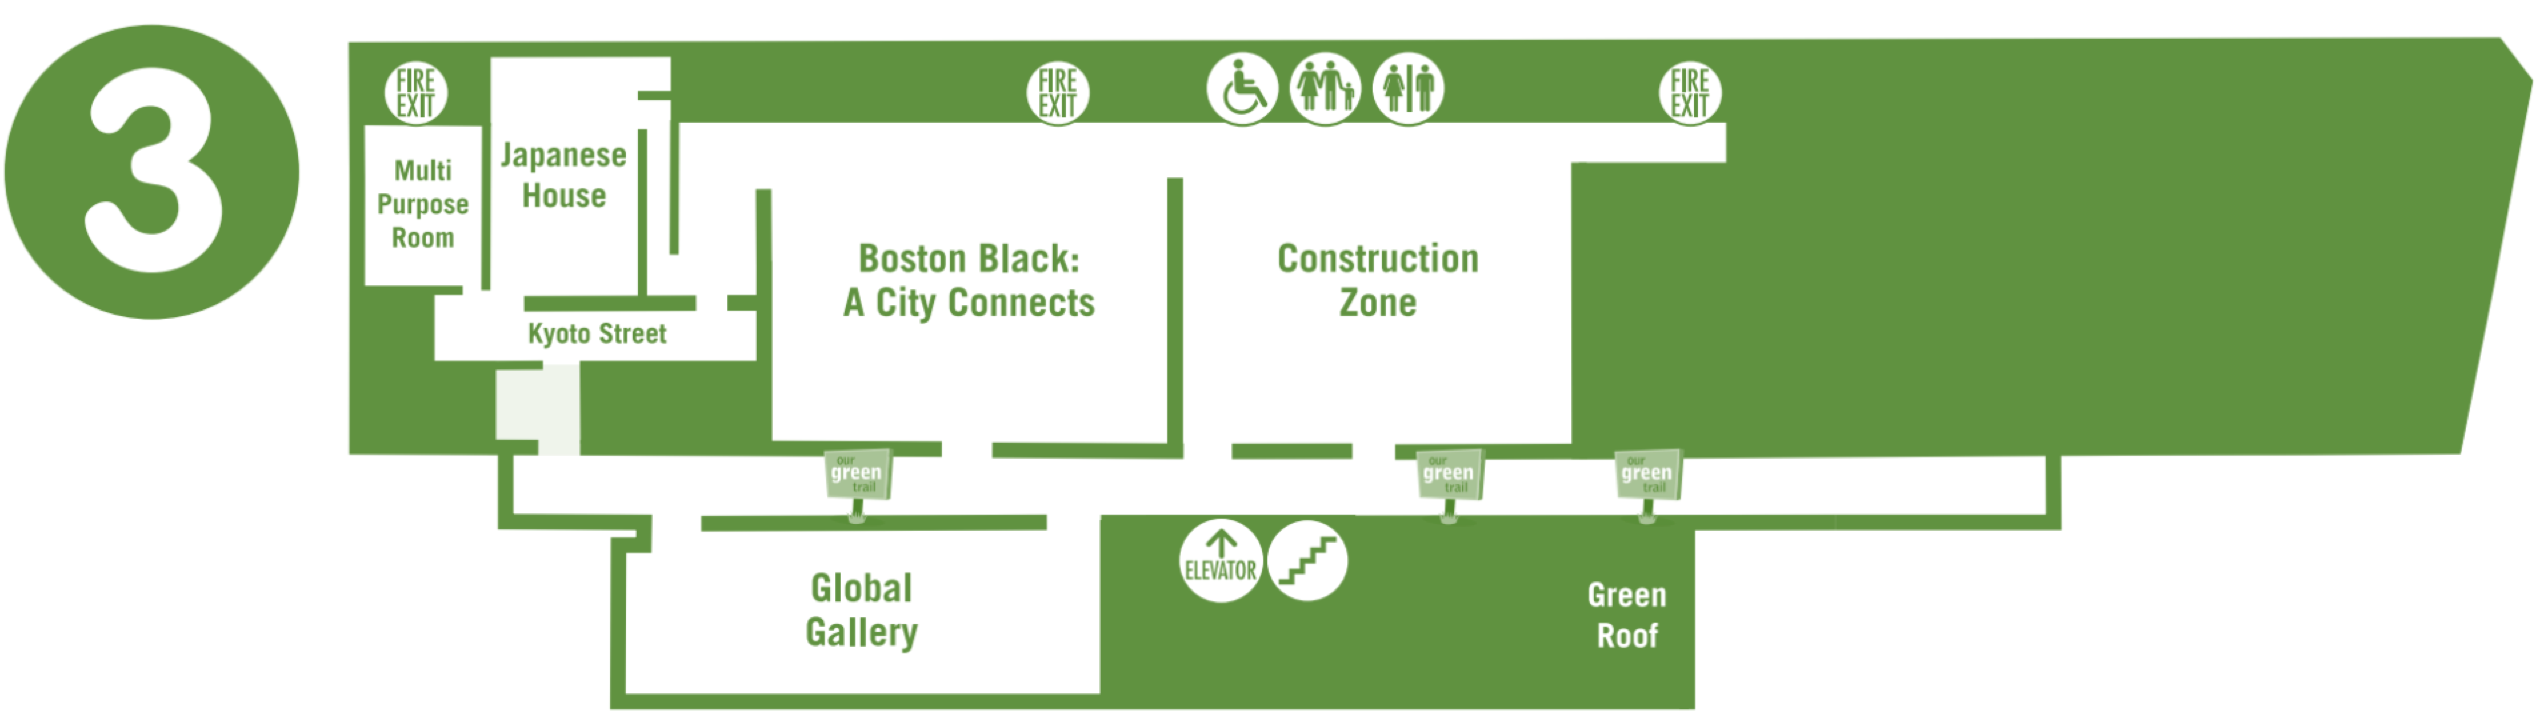 3
FIRE
EXIT
FIRE
EXIT
FIRE
EXIT
Multi
Purpose
Room
Japanese
House
Kyoto Street
Boston Black:
A City Connects
Construction
Zone
our
green
trail
our
green
trail
our
green
trail
ELEVATOR
Global
Gallery
Green
Roof